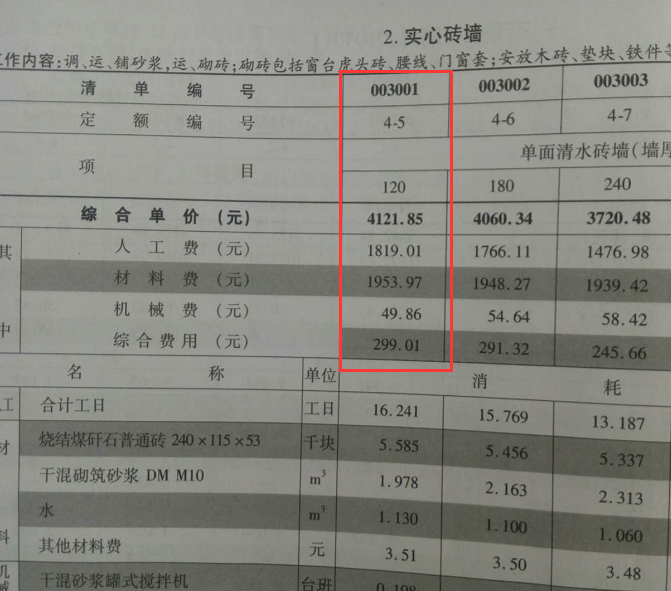 2. 实心砖墙
工作内容:调、运、铺砂浆,运、砌砖;砌砖包括窗台虎头砖、腰线、门窗套;安放木砖、垫块、铁件等
清单编号 003001 003002 003003
定额编号 4-5 4-6 4-7
项目 单面清水砖墙(墙厚
120 180 240
综合单价(元) 4121.85 4060.34 3720.48
其 人工费(元) 1819.01 1766.11 1476.98
材料费(元) 1953.97 1948.27 1939.42
机械费(元) 49.86 54.64 58.42
中 综合费用(元) 299.01 291.32 245.66
名称 单位 消耗
工 合计工日 工日 16.241 15.769 13.187
材 烧结煤矸石普通砖 240×115×53 千块 5.585 5.456 5.337
干混砌筑砂浆 DM M10 m³ 1.978 2.163 2.313
水 m³ 1.130 1.100 1.060
料 其他材料费 元 3.51 3.50 3.48
机械 干混砂浆罐式搅拌机 台班 0.198